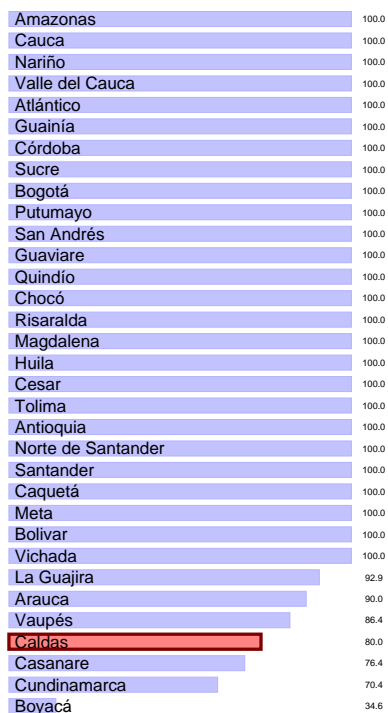 Amazonas 100.0
Cauca 100.0
Nariño 100.0
Valle del Cauca 100.0
Atlántico 100.0
Guainía 100.0
Córdoba 100.0
Sucre 100.0
Bogotá 100.0
Putumayo 100.0
San Andrés 100.0
Guaviare 100.0
Quindío 100.0
Chocó 100.0
Risaralda 100.0
Magdalena 100.0
Huila 100.0
Cesar 100.0
Tolima 100.0
Antioquia 100.0
Norte de Santander 100.0
Santander 100.0
Caquetá 100.0
Meta 100.0
Bolivar 100.0
Vichada 100.0
La Guajira 92.9
Arauca 90.0
Vaupés 86.4
Caldas 80.0
Casanare 76.4
Cundinamarca 70.4
Boyacá 34.6